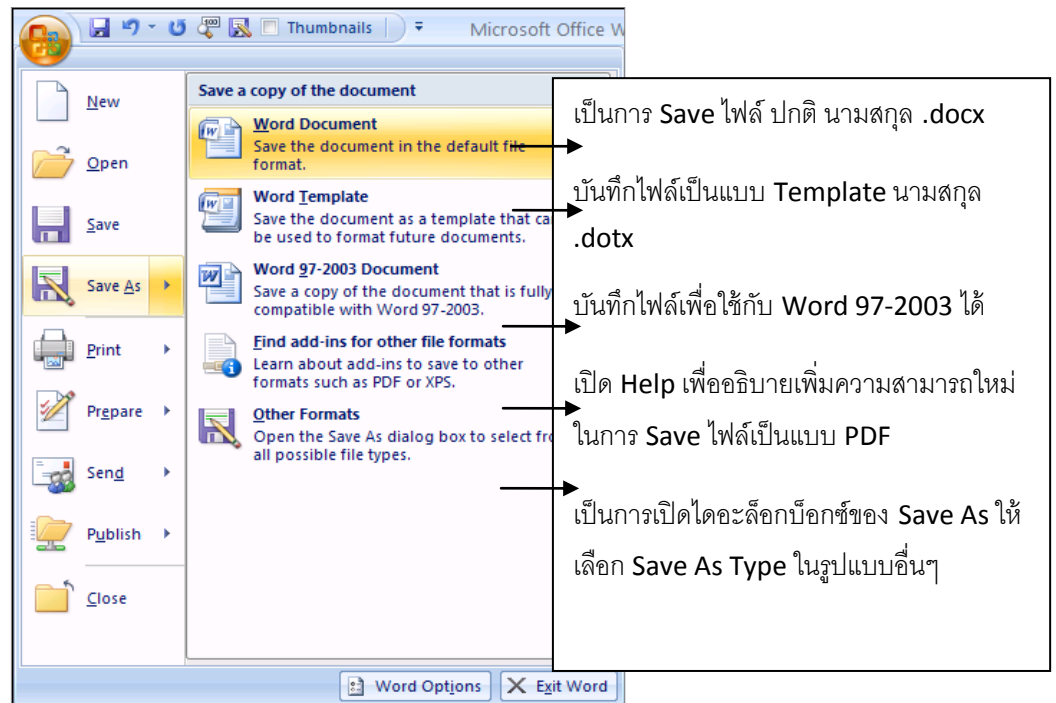 Thumbnails
Microsoft Office W
New
Open
Save
Save As
Print
Prepare
Send
Publish
Close
Save a copy of the document
Word Document
Save the document in the default file
format.
Word Template
Save the document as a template that ca
be used to format future documents.
Word 97-2003 Document
Save a copy of the document that is fully
compatible with Word 97-2003.
Find add-ins for other file formats
Learn about add-ins to save to other
formats such as PDF or XPS.
Other Formats
Open the Save As dialog box to select fro
all possible file types.
เป็นการ Save ไฟล์ ปกติ นามสกุล .docx
บันทึกไฟล์เป็นแบบ Template นามสกุล
.dotx
บันทึกไฟล์เพื่อใช้กับ Word 97-2003 ได้
เปิด Help เพื่ออธิบายเพิ่มความสามารถใหม่
ในการ Save ไฟล์เป็นแบบ PDF
เป็นการเปิดไดอะล็อกบ็อกซ์ของ Save As ให้
เลือก Save As Type ในรูปแบบอื่นๆ
Word Options
Exit Word